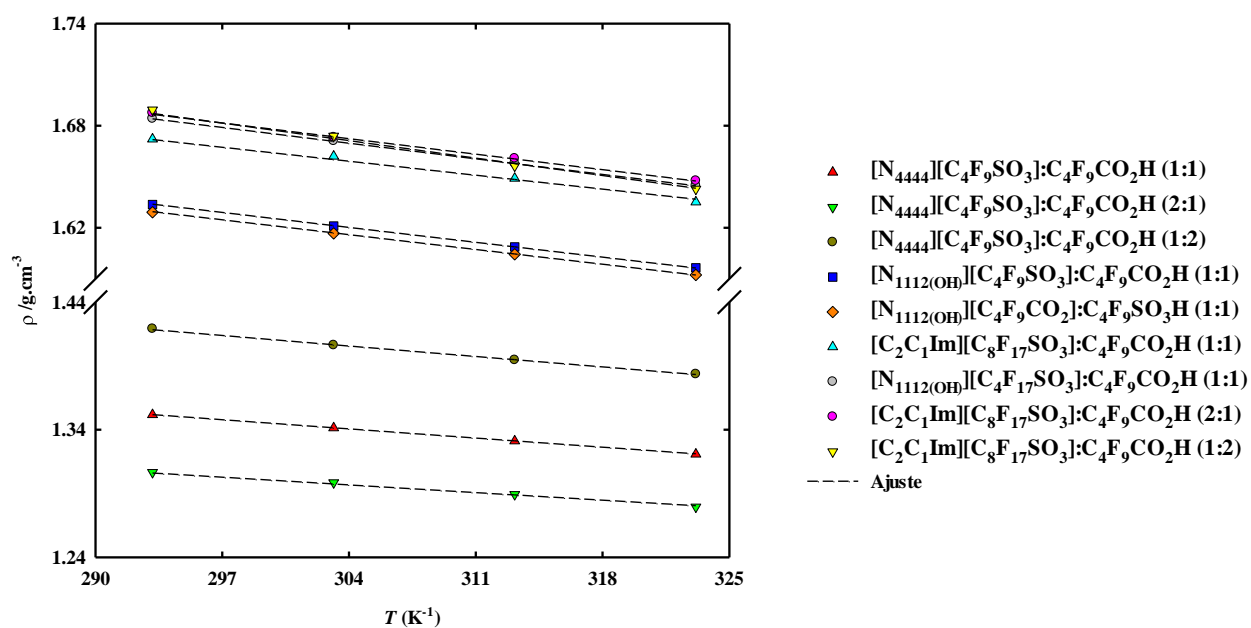 1.74
1.68
1.62
1.44
1.34
1.24
ρ /g.cm⁻³
290 297 304 311 318 325
T (K⁻¹)
[N₄₄₄₄][C₄F₉SO₃]:C₄F₉CO₂H (1:1)
[N₄₄₄₄][C₄F₉SO₃]:C₄F₉CO₂H (2:1)
[N₄₄₄₄][C₄F₉SO₃]:C₄F₉CO₂H (1:2)
[N₁₁₁₂₍OH₎][C₄F₉SO₃]:C₄F₉CO₂H (1:1)
[N₁₁₁₂₍OH₎][C₄F₉CO₂]:C₄F₉SO₃H (1:1)
[C₂C₁Im][C₈F₁₇SO₃]:C₄F₉CO₂H (1:1)
[N₁₁₁₂₍OH₎][C₄F₁₇SO₃]:C₄F₉CO₂H (1:1)
[C₂C₁Im][C₈F₁₇SO₃]:C₄F₉CO₂H (2:1)
[C₂C₁Im][C₈F₁₇SO₃]:C₄F₉CO₂H (1:2)
Ajuste